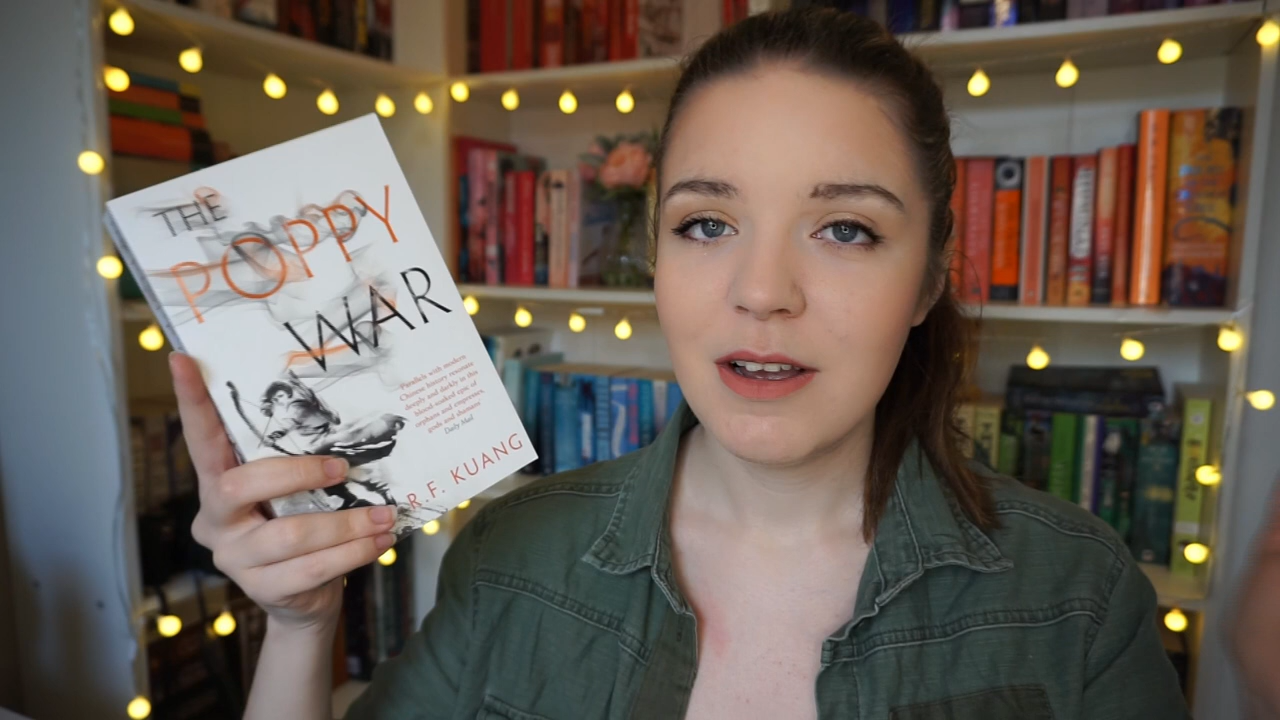 THE
POPPY
WAR
Parallels with modern
Chinese history resonate
deeply and darkly in this
blood-soaked epic of
orphans and empresses,
gods and shamans
Daily Mail
R.F. KUANG